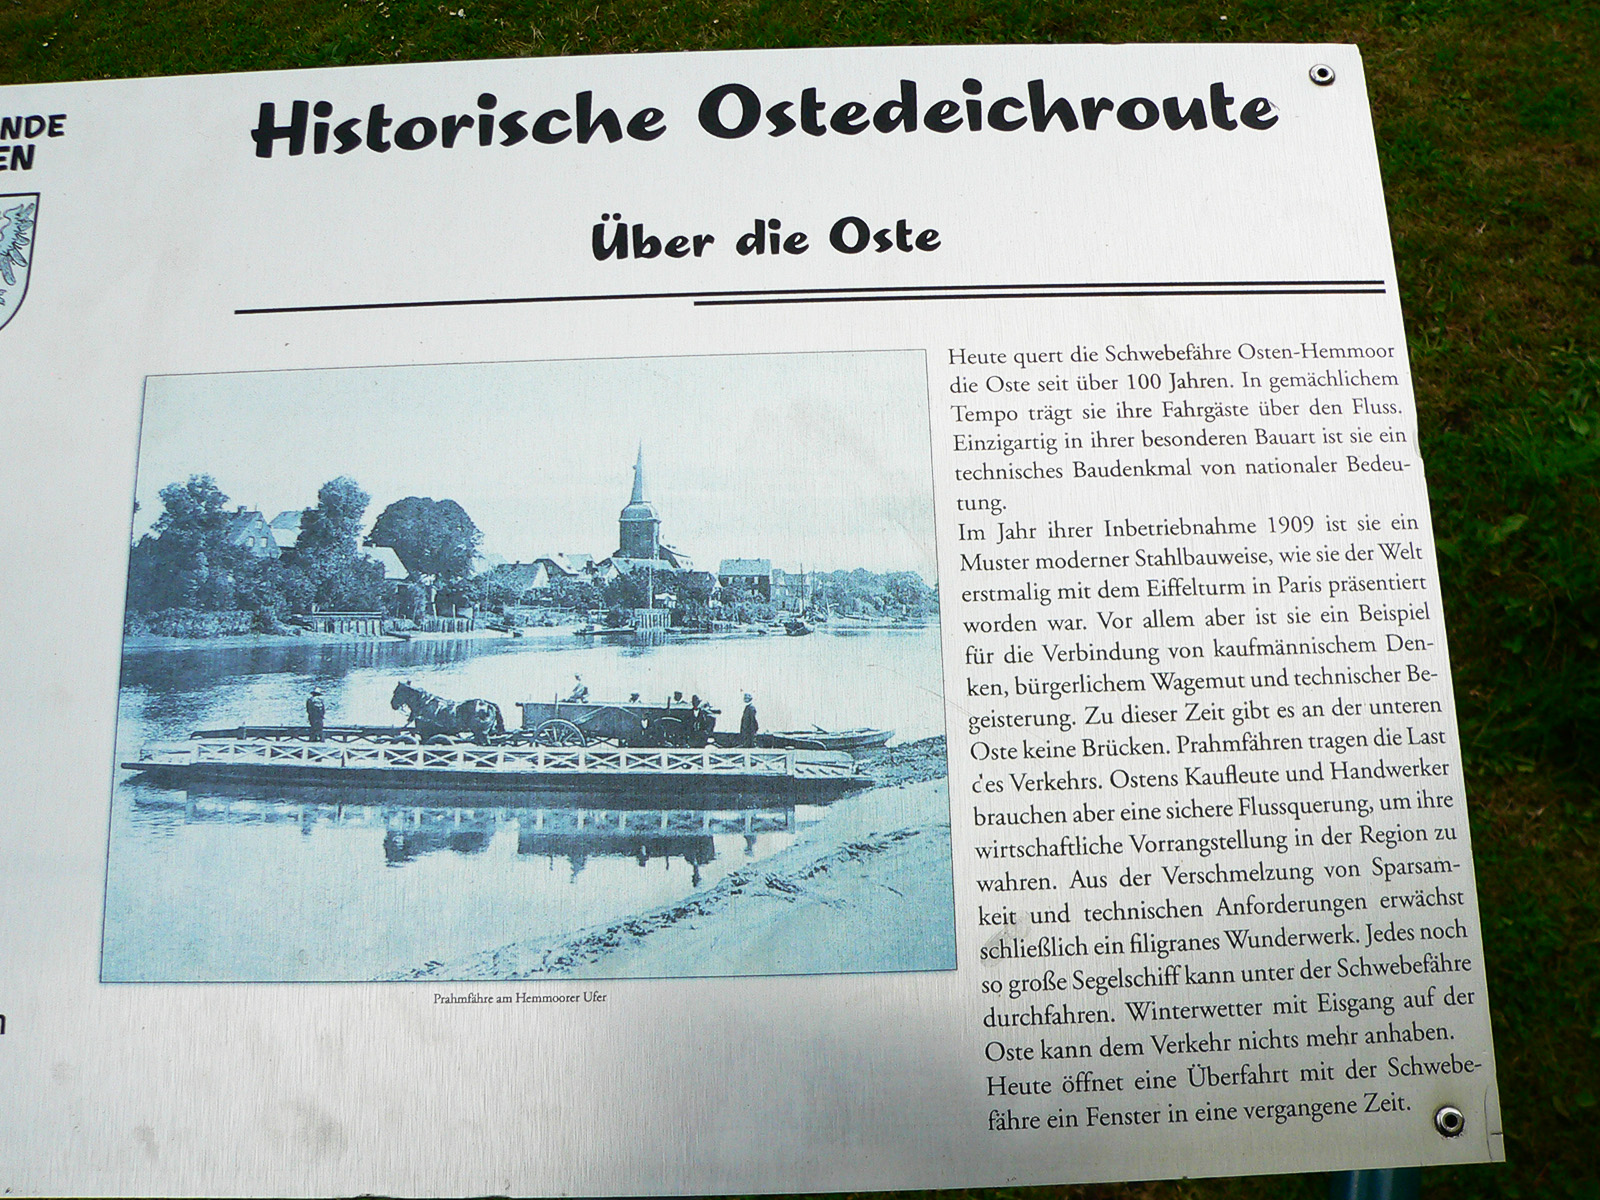 NDE
EN
Historische Ostedeichroute
Über die Oste
Heute quert die Schwebefähre Osten-Hemmoor
die Oste seit über 100 Jahren. In gemächlichem
Tempo trägt sie ihre Fahrgäste über den Fluss.
Einzigartig in ihrer besonderen Bauart ist sie ein
technisches Baudenkmal von nationaler Bedeu-
tung.
Im Jahr ihrer Inbetriebnahme 1909 ist sie ein
Muster moderner Stahlbauweise, wie sie der Welt
erstmalig mit dem Eiffelturm in Paris präsentiert
worden war. Vor allem aber ist sie ein Beispiel
für die Verbindung von kaufmännischem Den-
ken, bürgerlichem Wagemut und technischer Be-
geisterung. Zu dieser Zeit gibt es an der unteren
Oste keine Brücken. Prahmfähren tragen die Last
des Verkehrs. Ostens Kaufleute und Handwerker
brauchen aber eine sichere Flussquerung, um ihre
wirtschaftliche Vorrangstellung in der Region zu
wahren. Aus der Verschmelzung von Sparsam-
keit und technischen Anforderungen erwächst
schließlich ein filigranes Wunderwerk. Jedes noch
so große Segelschiff kann unter der Schwebefähre
durchfahren. Winterwetter mit Eisgang auf der
Oste kann dem Verkehr nichts mehr anhaben.
Heute öffnet eine Überfahrt mit der Schwebe-
fähre ein Fenster in eine vergangene Zeit.
Prahmfähre am Hemmoorer Ufer